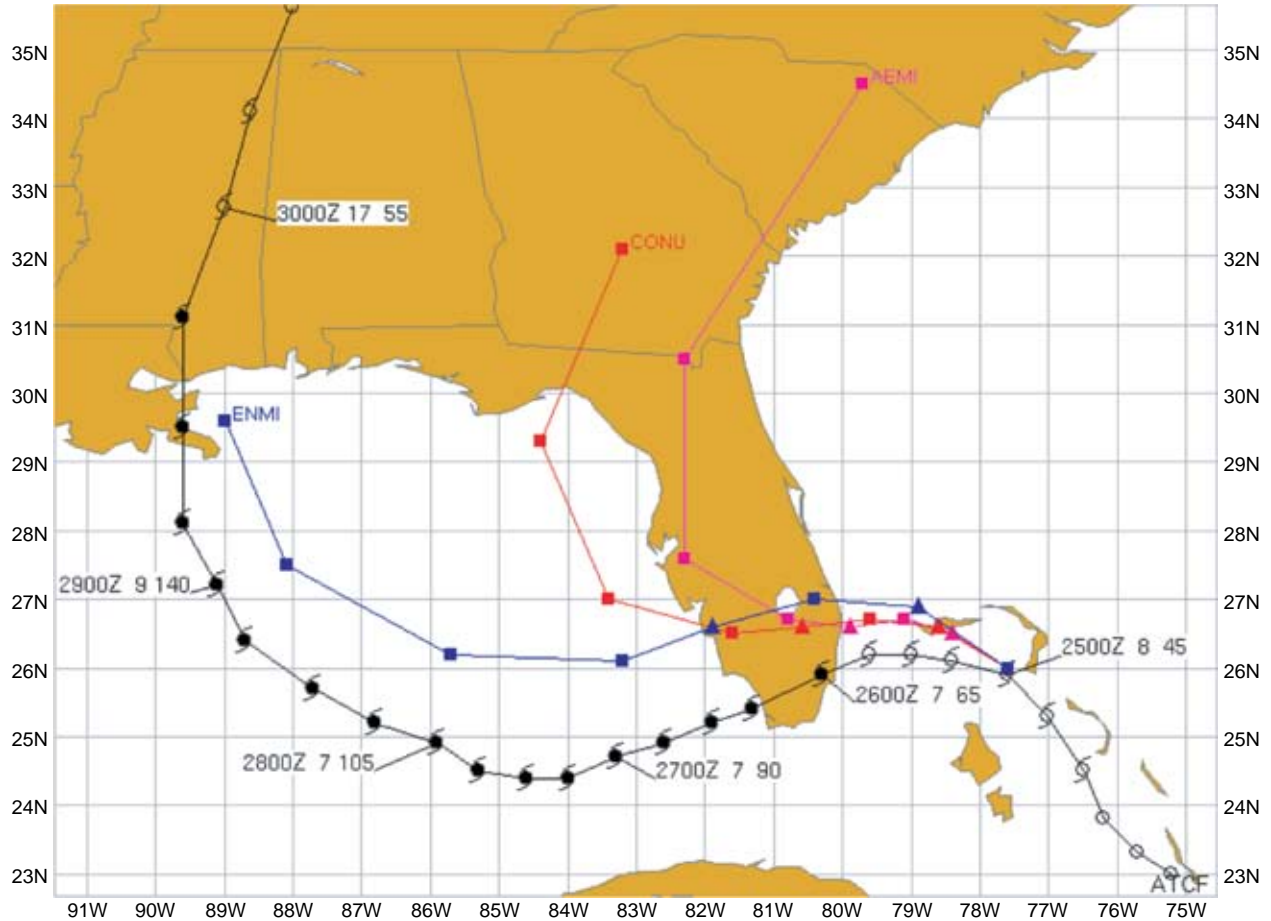 35N 35N
AEMI
34N 34N
33N 33N
3000Z 17 55
CONU
32N 32N
31N 31N
30N 30N
ENMI
29N 29N
28N 28N
2900Z 9 140
27N 27N
2500Z 8 45
26N 26N
2600Z 7 65
25N 25N
2800Z 7 105
2700Z 7 90
24N 24N
23N 23N
ATCF
91W 90W 89W 88W 87W 86W 85W 84W 83W 82W 81W 80W 79W 78W 77W 76W 75W